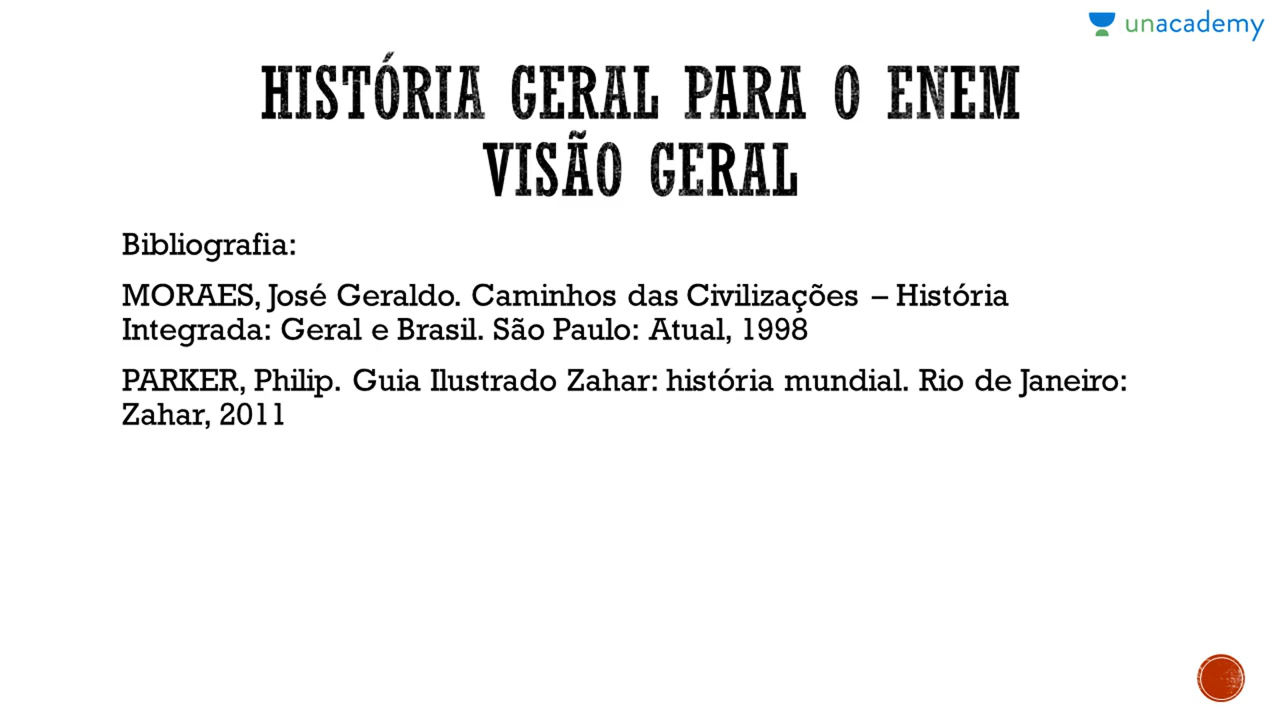 unacademy
HISTÓRIA GERAL PARA O ENEM
VISÃO GERAL
Bibliografia:
MORAES, José Geraldo. Caminhos das Civilizações – História
Integrada: Geral e Brasil. São Paulo: Atual, 1998
PARKER, Philip. Guia Ilustrado Zahar: história mundial. Rio de Janeiro:
Zahar, 2011